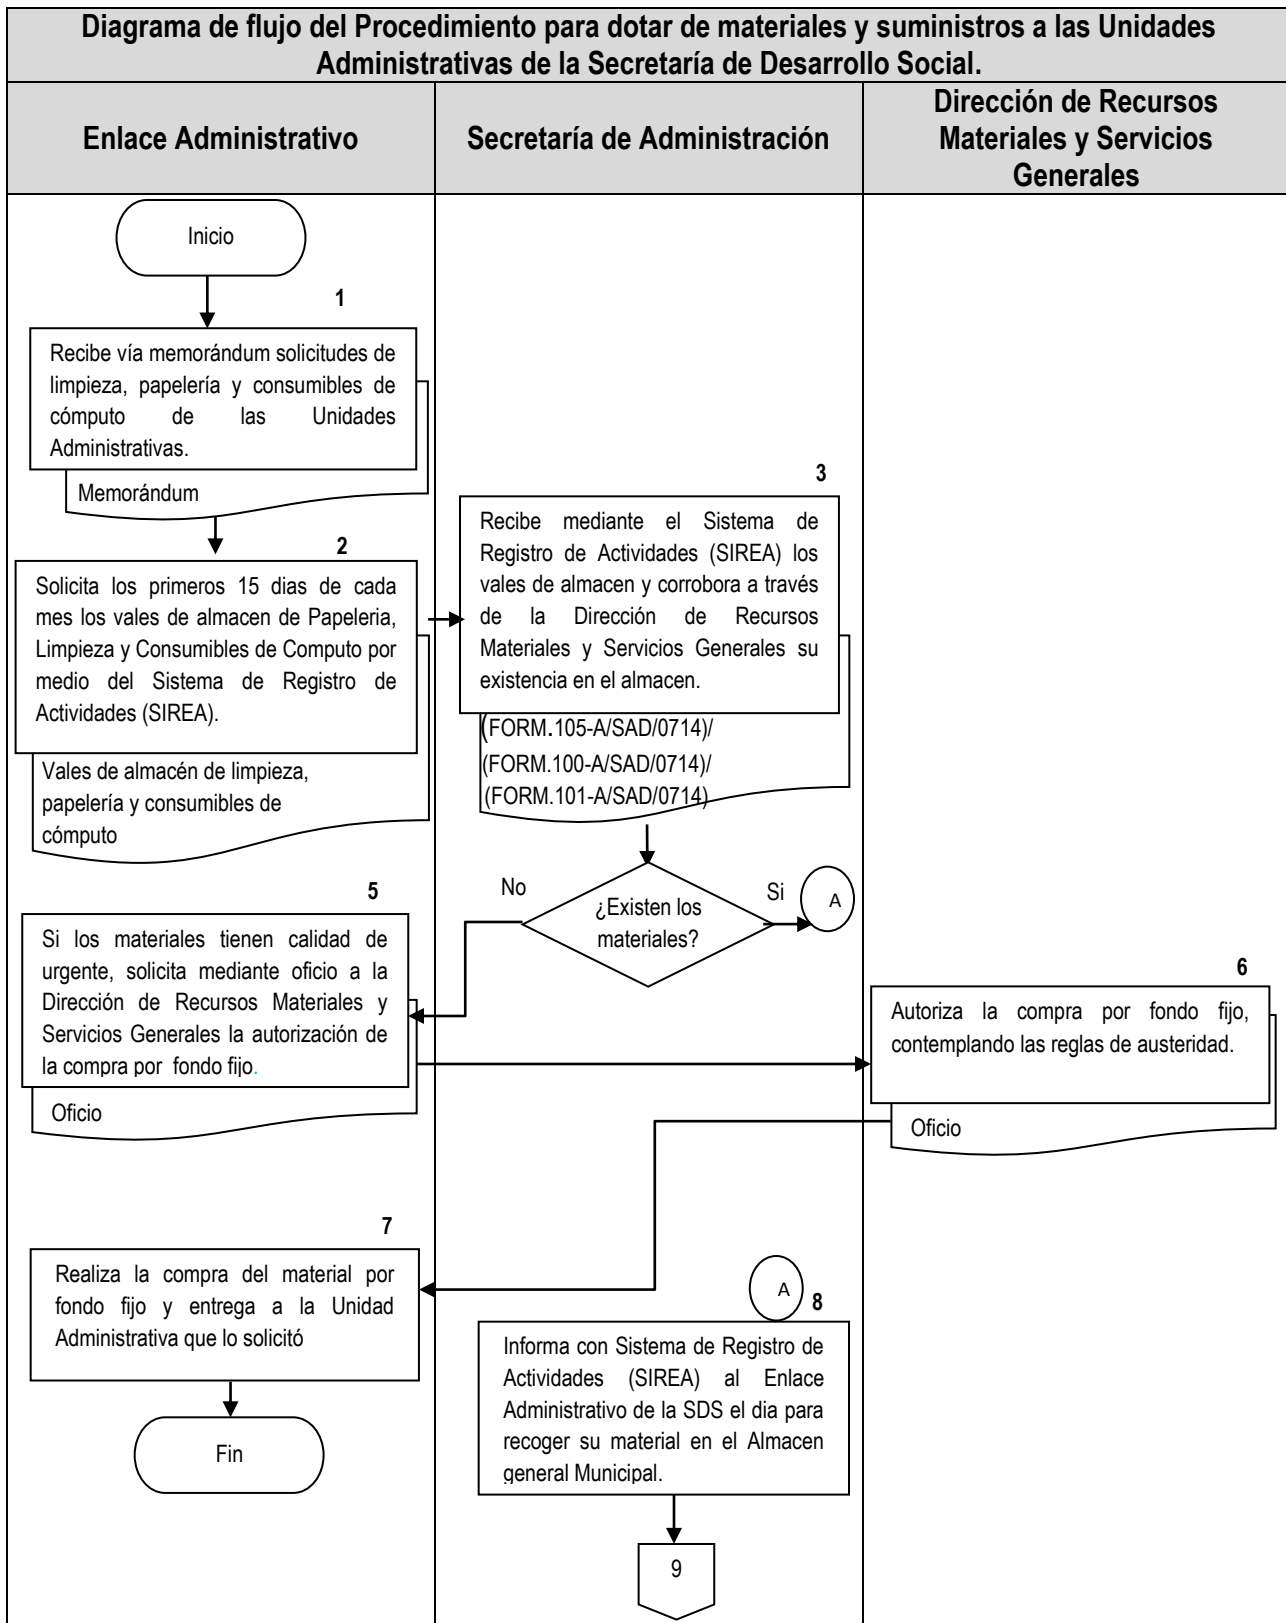 Diagrama de flujo del Procedimiento para dotar de materiales y suministros a las Unidades
Administrativas de la Secretaría de Desarrollo Social.
Enlace Administrativo
Secretaría de Administración
Dirección de Recursos
Materiales y Servicios
Generales
Inicio
1
Recibe vía memorándum solicitudes de
limpieza, papelería y consumibles de
cómputo de las Unidades
Administrativas.
Memorándum
2
Solicita los primeros 15 dias de cada
mes los vales de almacen de Papeleria,
Limpieza y Consumibles de Computo por
medio del Sistema de Registro de
Actividades (SIREA).
Vales de almacén de limpieza,
papelería y consumibles de
cómputo
3
Recibe mediante el Sistema de
Registro de Actividades (SIREA) los
vales de almacen y corrobora a través
de la Dirección de Recursos
Materiales y Servicios Generales su
existencia en el almacen.
(FORM.105-A/SAD/0714)/
(FORM.100-A/SAD/0714)/
(FORM.101-A/SAD/0714)
No
¿Existen los
materiales?
Si
A
5
Si los materiales tienen calidad de
urgente, solicita mediante oficio a la
Dirección de Recursos Materiales y
Servicios Generales la autorización de
la compra por fondo fijo.
Oficio
6
Autoriza la compra por fondo fijo,
contemplando las reglas de austeridad.
Oficio
7
Realiza la compra del material por
fondo fijo y entrega a la Unidad
Administrativa que lo solicitó
Fin
A
8
Informa con Sistema de Registro de
Actividades (SIREA) al Enlace
Administrativo de la SDS el dia para
recoger su material en el Almacen
general Municipal.
9